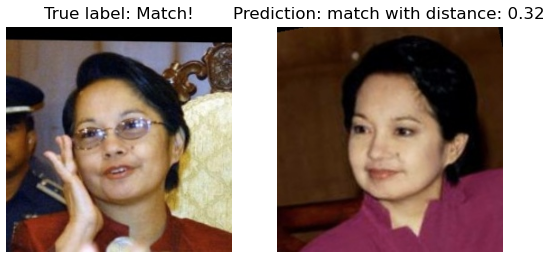 True label: Match!
Prediction: match with distance: 0.32